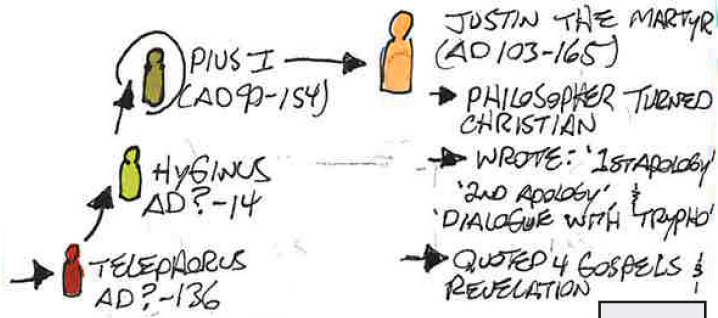 PIUS I
(AD 90-154)
HYGINUS
AD ?-14
TELEPHORUS
AD ?-136
JUSTIN THE MARTYR
(AD 103-165)
PHILOSOPHER TURNED
CHRISTIAN
WROTE: '1ST APOLOGY'
'2ND APOLOGY', &
'DIALOGUE WITH TRYPHO'
QUOTED 4 GOSPELS &
REVELATION